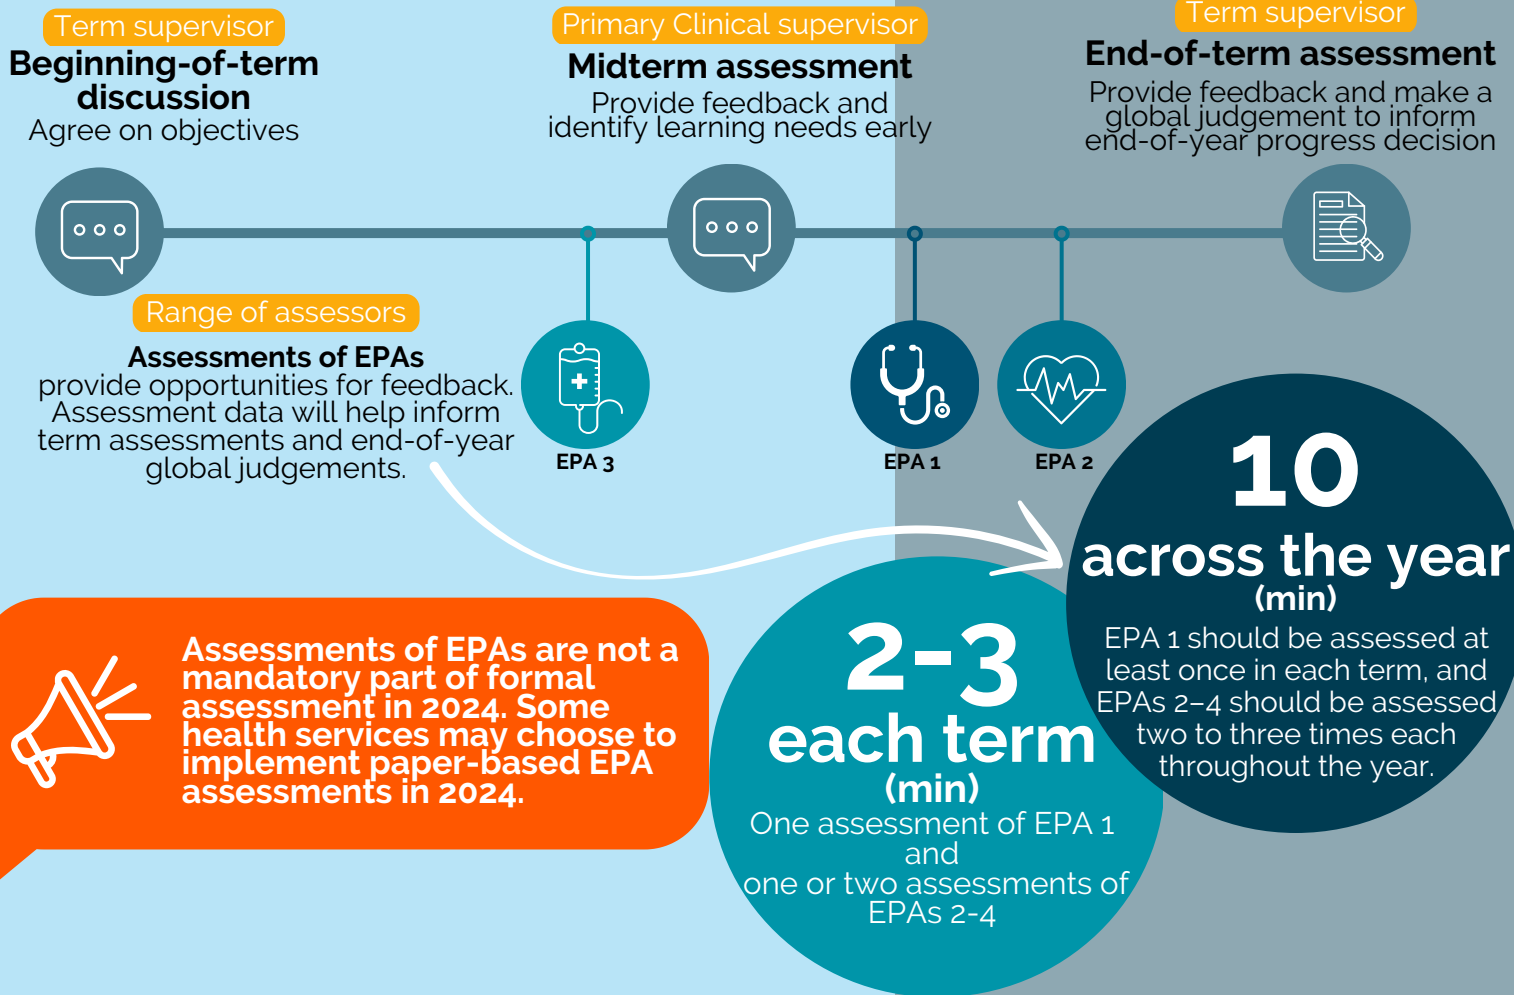 Term supervisor
Beginning-of-term
discussion
Agree on objectives
Primary Clinical supervisor
Midterm assessment
Provide feedback and
identify learning needs early
Term supervisor
End-of-term assessment
Provide feedback and make a
global judgement to inform
end-of-year progress decision
Range of assessors
Assessments of EPAs
provide opportunities for feedback.
Assessment data will help inform
term assessments and end-of-year
global judgements.
EPA 3
EPA 1
EPA 2
10
across the year
(min)
EPA 1 should be assessed at
least once in each term, and
EPAs 2–4 should be assessed
two to three times each
throughout the year.
Assessments of EPAs are not a
mandatory part of formal
assessment in 2024. Some
health services may choose to
implement paper-based EPA
assessments in 2024.
2-3
each term
(min)
One assessment of EPA 1
and
one or two assessments of
EPAs 2-4